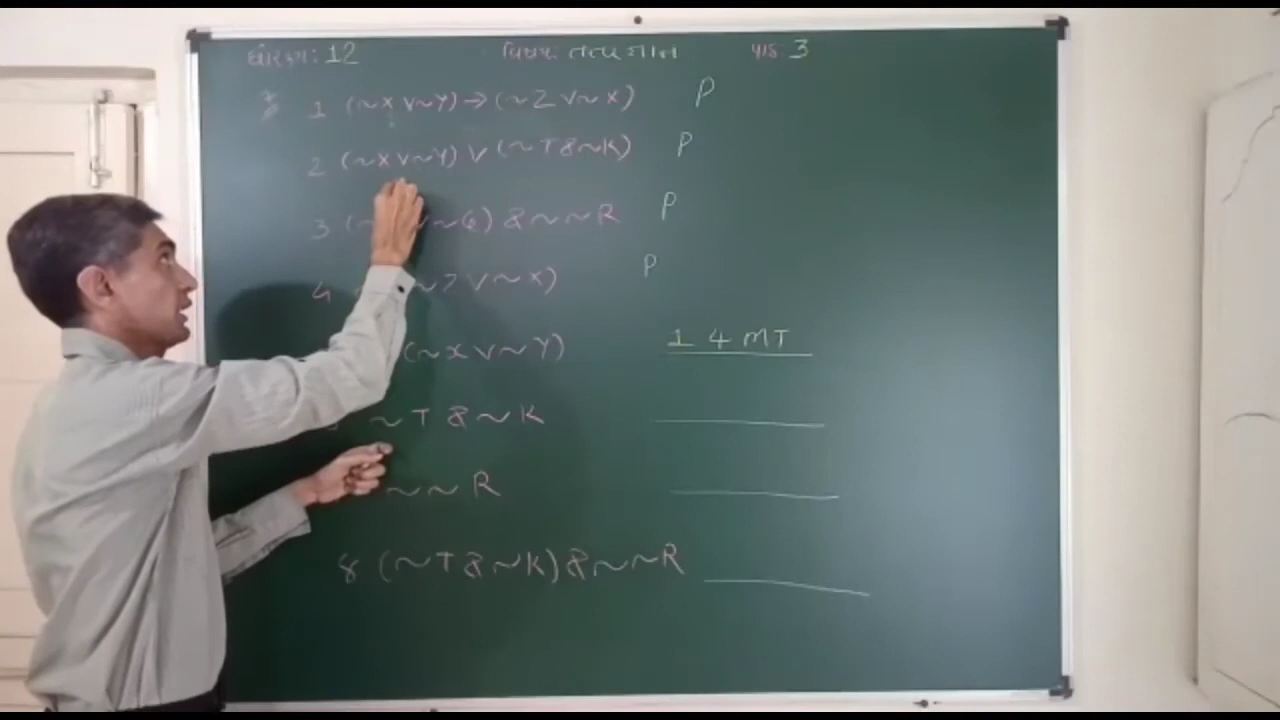 ધોરણ: 12 વિષય: તત્વજ્ઞાન પાઠ: 3
1 (~X V ~Y) → (~Z V ~X) P
2 (~X V ~Y) V (~T & ~K) P
3 (~ ~G) & ~~R P
4 ~Z V ~X) P
(~X V ~Y) 1 4 MT
~T & ~K
~~R
8 (~T & ~K) & ~~R